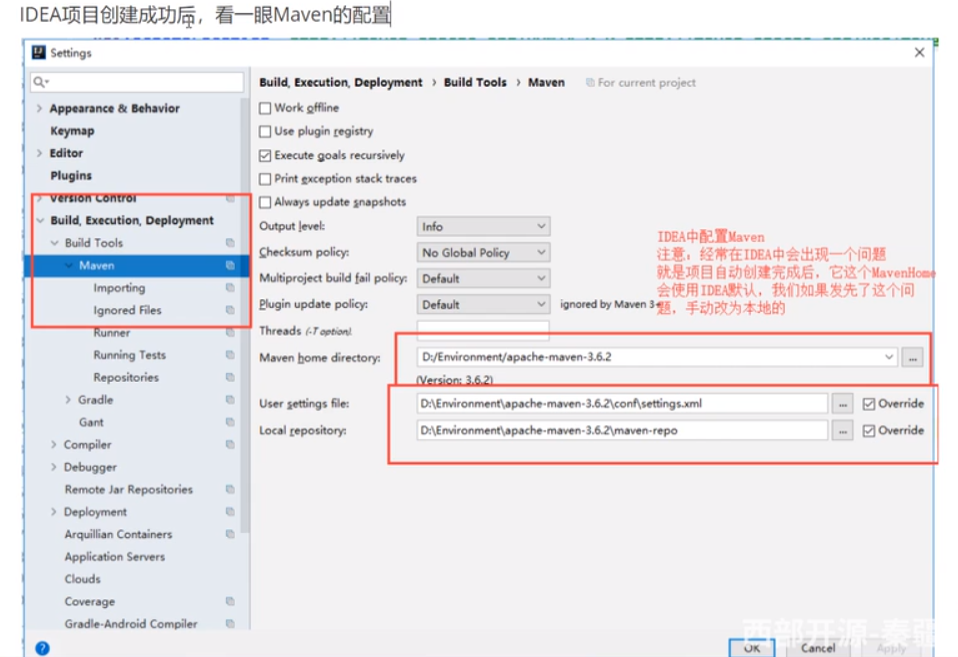 IDEA项目创建成功后，看一眼Maven的配置
Settings
Build, Execution, Deployment › Build Tools › Maven For current project
Appearance & Behavior
Keymap
Editor
Plugins
Version Control
Build, Execution, Deployment
Build Tools
Maven
Importing
Ignored Files
Runner
Running Tests
Repositories
Gradle
Gant
Compiler
Debugger
Remote Jar Repositories
Deployment
Arquillian Containers
Application Servers
Clouds
Coverage
Gradle-Android Compiler
Work offline
Use plugin registry
Execute goals recursively
Print exception stack traces
Always update snapshots
Output level: Info
Checksum policy: No Global Policy
Multiproject build fail policy: Default
Plugin update policy: Default ignored by Maven 3+
Threads (-T option):
Maven home directory: D:/Environment/apache-maven-3.6.2 ...
(Version: 3.6.2)
User settings file: D:\Environment\apache-maven-3.6.2\conf\settings.xml ... Override
Local repository: D:\Environment\apache-maven-3.6.2\maven-repo ... Override
IDEA中配置Maven
注意；经常在IDEA中会出现一个问题
就是项目自动创建完成后，它这个MavenHome
会使用IDEA默认，我们如果发先了这个问
题，手动改为本地的
?
OK Cancel Apply
西部开源-秦疆